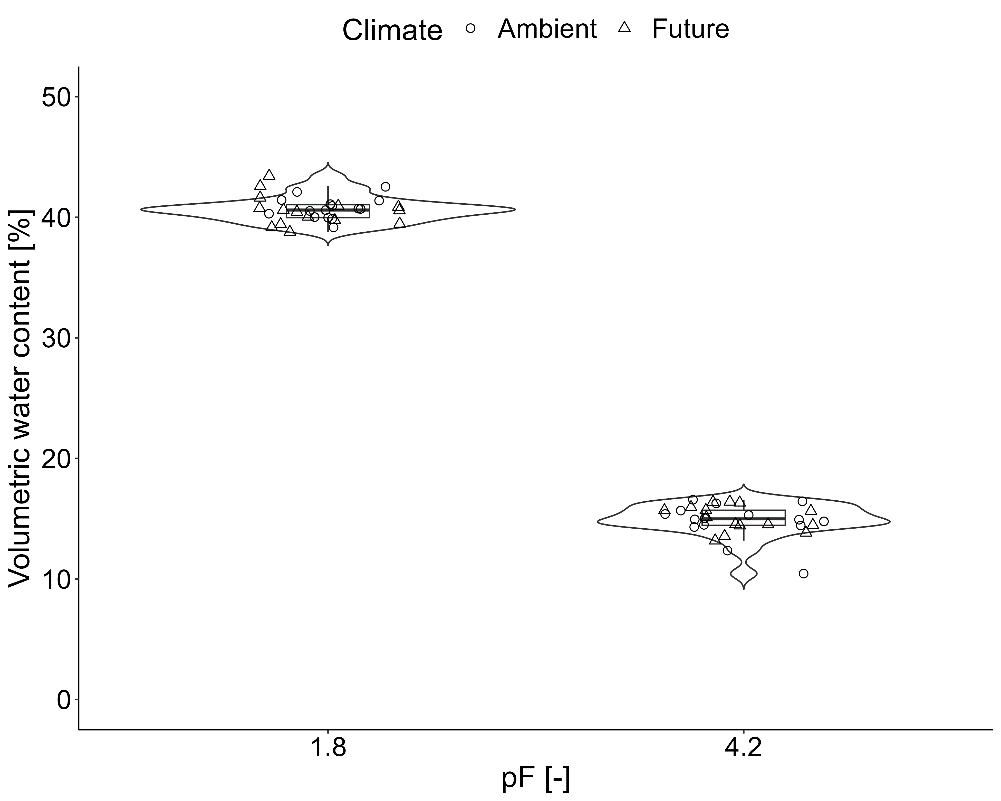 Climate Ambient Future
50
40
30
20
10
0
Volumetric water content [%]
1.8 4.2
pF [-]